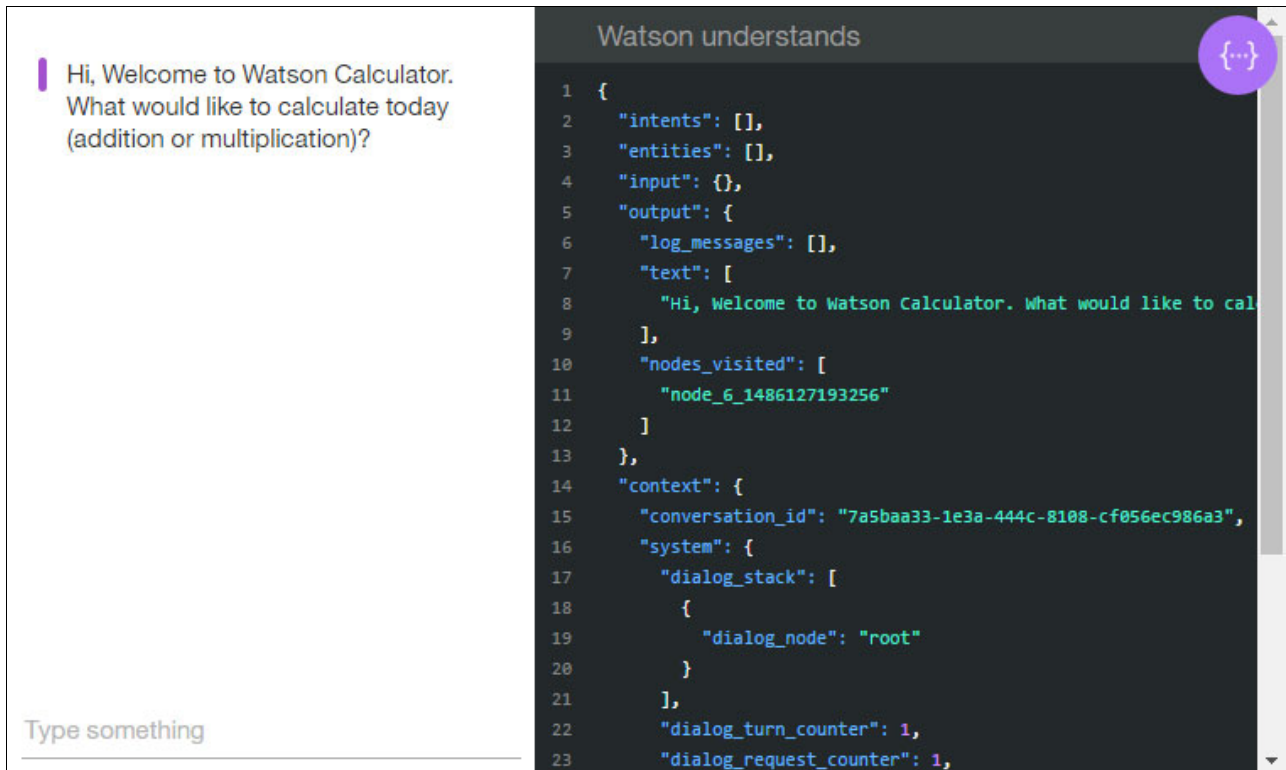 Hi, Welcome to Watson Calculator.
What would like to calculate today
(addition or multiplication)?
Type something
Watson understands
{...}
1 {
2 "intents": [],
3 "entities": [],
4 "input": {},
5 "output": {
6 "log_messages": [],
7 "text": [
8 "Hi, Welcome to Watson Calculator. What would like to cal
9 ],
10 "nodes_visited": [
11 "node_6_1486127193256"
12 ]
13 },
14 "context": {
15 "conversation_id": "7a5baa33-1e3a-444c-8108-cf056ec986a3",
16 "system": {
17 "dialog_stack": [
18 {
19 "dialog_node": "root"
20 }
21 ],
22 "dialog_turn_counter": 1,
23 "dialog_request_counter": 1,